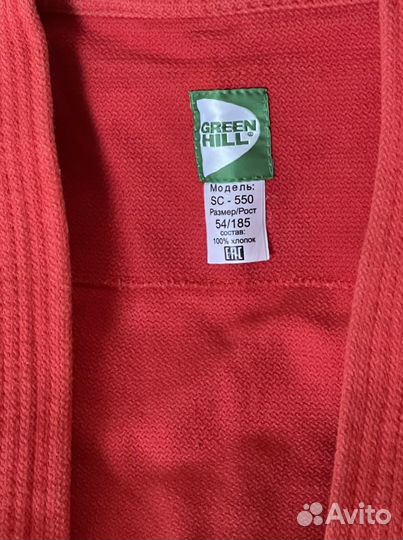 GREEN
HILL®
Модель:
SC - 550
Размер/Рост
54/185
состав:
100% хлопок
EAC
Avito